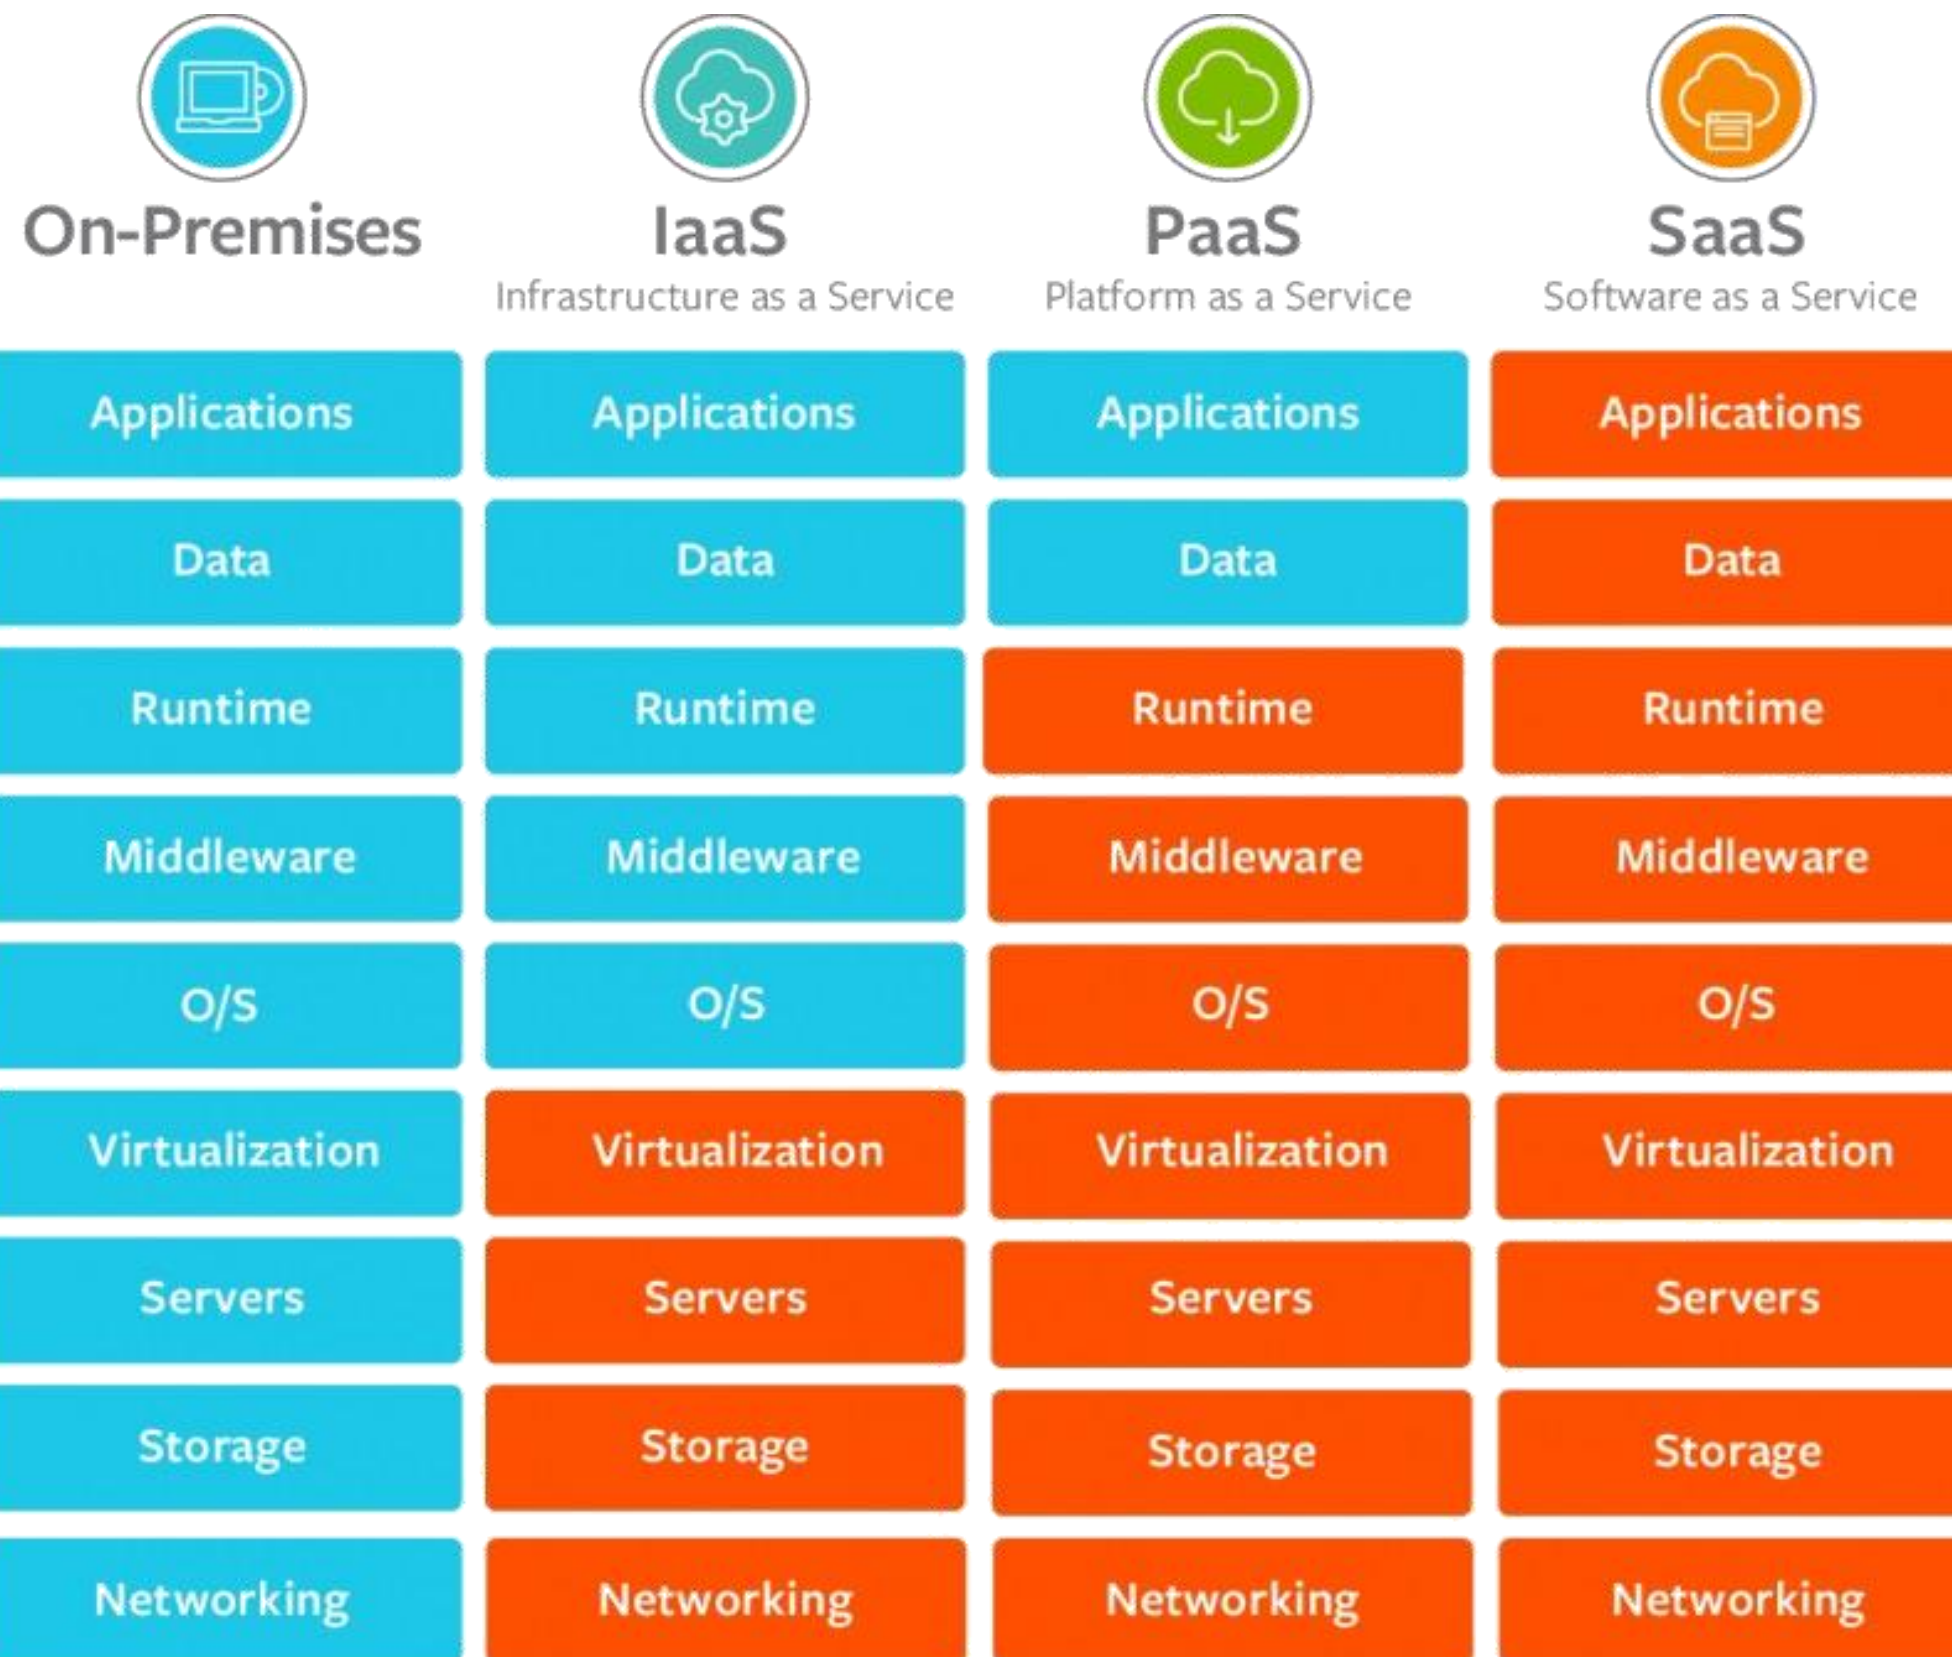 On-Premises
IaaS
PaaS
SaaS
Infrastructure as a Service
Platform as a Service
Software as a Service
Applications
Applications
Applications
Applications
Data
Data
Data
Data
Runtime
Runtime
Runtime
Runtime
Middleware
Middleware
Middleware
Middleware
O/S
O/S
O/S
O/S
Virtualization
Virtualization
Virtualization
Virtualization
Servers
Servers
Servers
Servers
Storage
Storage
Storage
Storage
Networking
Networking
Networking
Networking